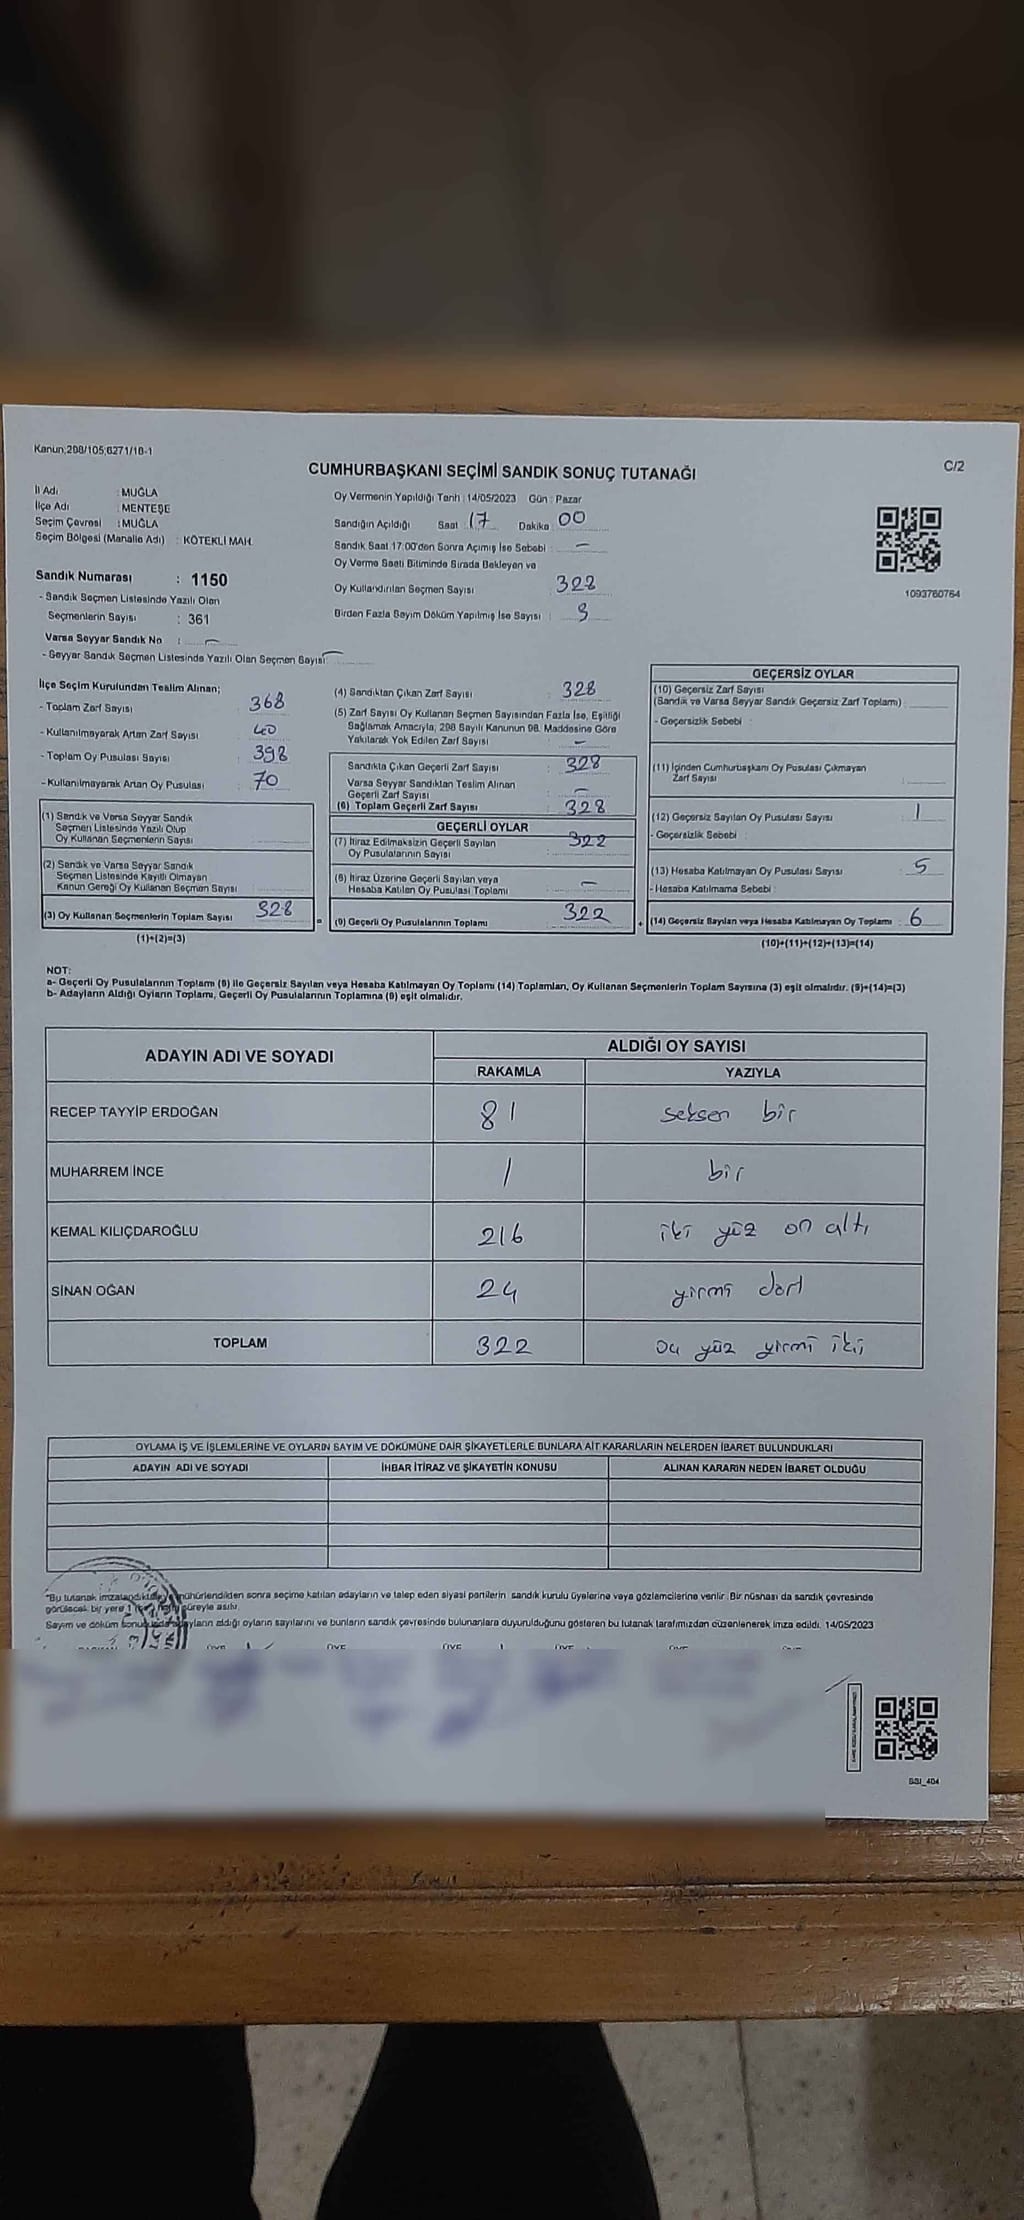 Kanun;298/105;6271/18-1
C/2
CUMHURBAŞKANI SEÇİMİ SANDIK SONUÇ TUTANAĞI
İl Adı : MUĞLA
İlçe Adı : MENTEŞE
Seçim Çevresi : MUĞLA
Seçim Bölgesi (Mahalle Adı) : KÖTEKLİ MAH.
Sandık Numarası : 1150
- Sandık Seçmen Listesinde Yazılı Olan
Seçmenlerin Sayısı : 361
Varsa Seyyar Sandık No : —
- Seyyar Sandık Seçmen Listesinde Yazılı Olan Seçmen Sayısı —
Oy Vermenin Yapıldığı Tarih : 14/05/2023 Gün : Pazar
Sandığın Açıldığı Saat 17 Dakika 00
Sandık Saat 17:00'den Sonra Açımış İse Sebebi : —
Oy Verme Saati Bitiminde Sırada Bekleyen ve
Oy Kullandırılan Seçmen Sayısı : 328
Birden Fazla Sayım Döküm Yapılmış İse Sayısı :
1093760764
İlçe Seçim Kurulundan Teslim Alınan;
- Toplam Zarf Sayısı : 368
- Kullanılmayarak Artan Zarf Sayısı : 40
- Toplam Oy Pusulası Sayısı : 398
- Kullanılmayarak Artan Oy Pusulası : 70
(1) Sandık ve Varsa Seyyar Sandık
Seçmen Listesinde Yazılı Olup
Oy Kullanan Seçmenlerin Sayısı
(2) Sandık ve Varsa Seyyar Sandık
Seçmen Listesinde Kayıtlı Olmayan
Kanun Gereği Oy Kullanan Seçmen Sayısı
(3) Oy Kullanan Seçmenlerin Toplam Sayısı : 328
(1)+(2)=(3)
(4) Sandıktan Çıkan Zarf Sayısı : 328
(5) Zarf Sayısı Oy Kullanan Seçmen Sayısından Fazla İse, Eşitliği
Sağlamak Amacıyla, 298 Sayılı Kanunun 98. Maddesine Göre
Yakılarak Yok Edilen Zarf Sayısı : —
Sandıkta Çıkan Geçerli Zarf Sayısı : 328
Varsa Seyyar Sandıktan Teslim Alınan
Geçerli Zarf Sayısı : —
(6) Toplam Geçerli Zarf Sayısı : 328
GEÇERLİ OYLAR
(7) İtiraz Edilmeksizin Geçerli Sayılan
Oy Pusulalarının Sayısı : 322
(8) İtiraz Üzerine Geçerli Sayılan veya
Hesaba Katılan Oy Pusulası Toplamı : —
(9) Geçerli Oy Pusulalarının Toplamı : 322
GEÇERSİZ OYLAR
(10) Geçersiz Zarf Sayısı
(Sandık ve Varsa Seyyar Sandık Geçersiz Zarf Toplamı) :
- Geçersizlik Sebebi :
(11) İçinden Cumhurbaşkanı Oy Pusulası Çıkmayan
Zarf Sayısı
(12) Geçersiz Sayılan Oy Pusulası Sayısı : 1
- Geçersizlik Sebebi :
(13) Hesaba Katılmayan Oy Pusulası Sayısı : 5
- Hesaba Katılmama Sebebi :
(14) Geçersiz Sayılan veya Hesaba Katılmayan Oy Toplamı : 6
(10)+(11)+(12)+(13)=(14)
NOT:
a- Geçerli Oy Pusulalarının Toplamı (9) ile Geçersiz Sayılan veya Hesaba Katılmayan Oy Toplamı (14) Toplamları, Oy Kullanan Seçmenlerin Toplam Sayısına (3) eşit olmalıdır. (9)+(14)=(3)
b- Adayların Aldığı Oyların Toplamı, Geçerli Oy Pusulalarının Toplamına (9) eşit olmalıdır.
ADAYIN ADI VE SOYADI
ALDIĞI OY SAYISI
RAKAMLA YAZIYLA
RECEP TAYYİP ERDOĞAN 81 seksen bir
MUHARREM İNCE 1 bir
KEMAL KILIÇDAROĞLU 216 iki yüz on altı
SİNAN OĞAN 24 yirmi dört
TOPLAM 322 üç yüz yirmi iki
OYLAMA İŞ VE İŞLEMLERİNE VE OYLARIN SAYIM VE DÖKÜMÜNE DAİR ŞİKAYETLERLE BUNLARA AİT KARARLARIN NELERDEN İBARET BULUNDUKLARI
ADAYIN ADI VE SOYADI İHBAR İTİRAZ VE ŞİKAYETİN KONUSU ALINAN KARARIN NEDEN İBARET OLDUĞU
*Bu tutanak imzalandıktan mühürlendikten sonra seçime katılan adayların ve talep eden siyasi partilerin sandık kurulu üyelerine veya gözlemcilerine verilir. Bir nüshası da sandık çevresinde
görülecek bir yere süreyle asılır.
Sayım ve döküm sonucunda adayların aldığı oyların sayılarını ve bunların sandık çevresinde bulunanlara duyurulduğunu gösteren bu tutanak tarafımızdan düzenlenerek imza edildi. 14/05/2023
SSI_404